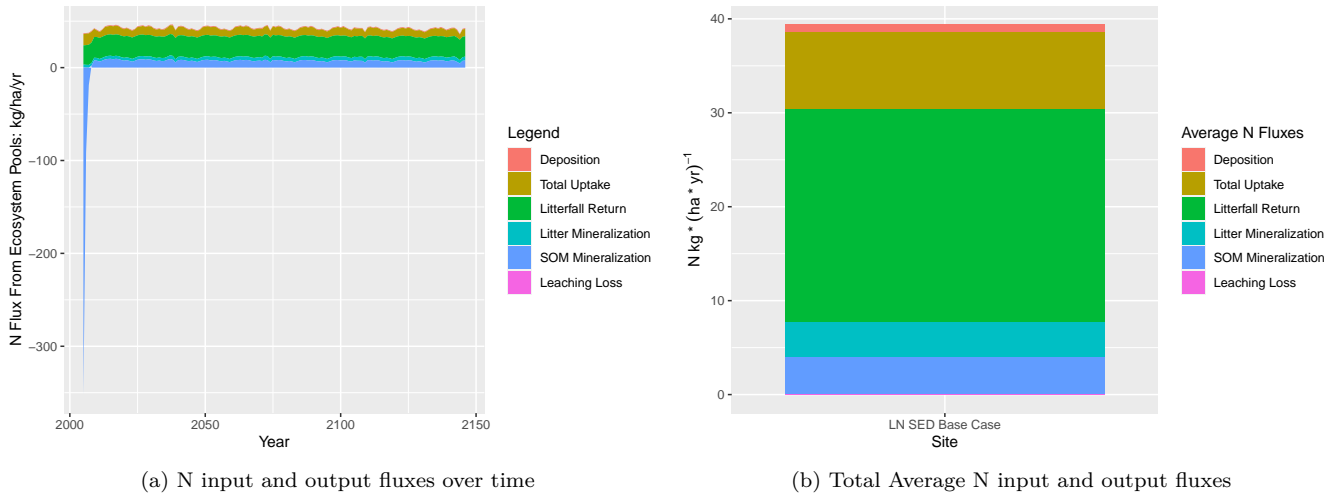 N Flux From Ecosystem Pools: kg/ha/yr
0
−100
−200
−300
2000
2050
2100
2150
Year
Legend
Deposition
Total Uptake
Litterfall Return
Litter Mineralization
SOM Mineralization
Leaching Loss
(a) N input and output fluxes over time
N kg * (ha * yr)⁻¹
40
30
20
10
0
LN SED Base Case
Site
Average N Fluxes
Deposition
Total Uptake
Litterfall Return
Litter Mineralization
SOM Mineralization
Leaching Loss
(b) Total Average N input and output fluxes